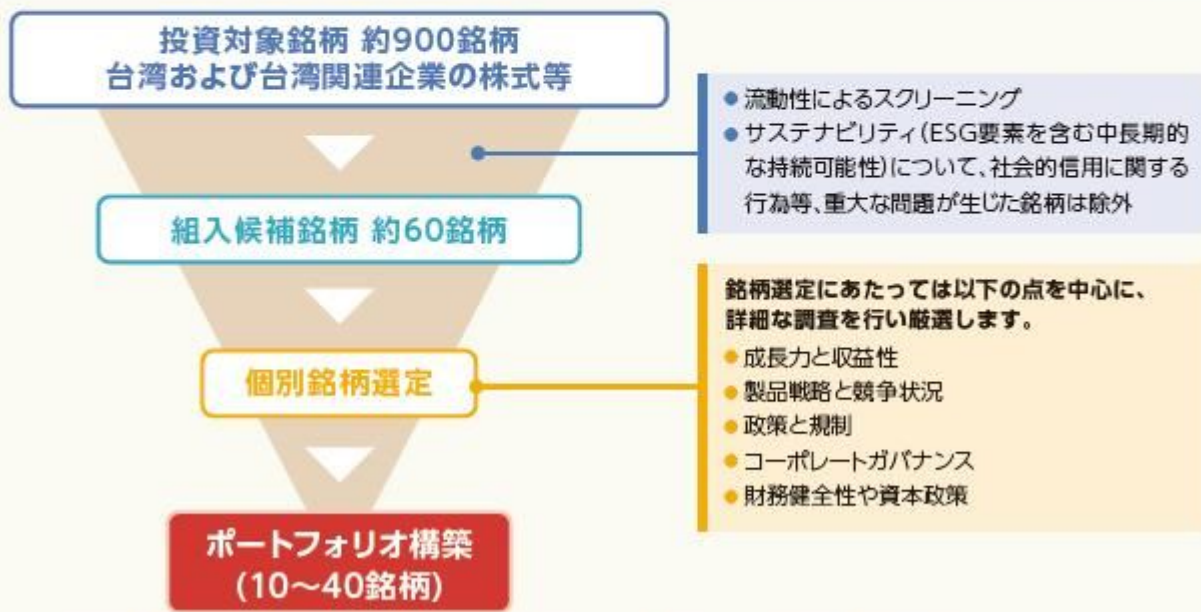 投資対象銘柄 約900銘柄
台湾および台湾関連企業の株式等
● 流動性によるスクリーニング
● サステナビリティ(ESG要素を含む中長期的
な持続可能性)について、社会的信用に関する
行為等、重大な問題が生じた銘柄は除外
組入候補銘柄 約60銘柄
銘柄選定にあたっては以下の点を中心に、
詳細な調査を行い厳選します。
● 成長力と収益性
● 製品戦略と競争状況
● 政策と規制
● コーポレートガバナンス
● 財務健全性や資本政策
個別銘柄選定
ポートフォリオ構築
(10～40銘柄)